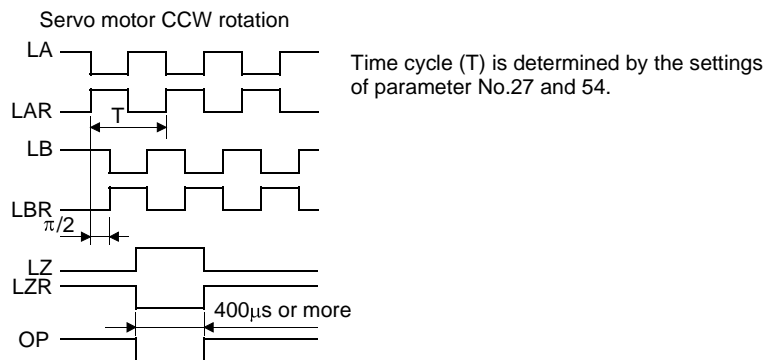 Servo motor CCW rotation
LA
Time cycle (T) is determined by the settings
of parameter No.27 and 54.
LAR
T
LB
LBR
π/2
LZ
LZR
400μs or more
OP